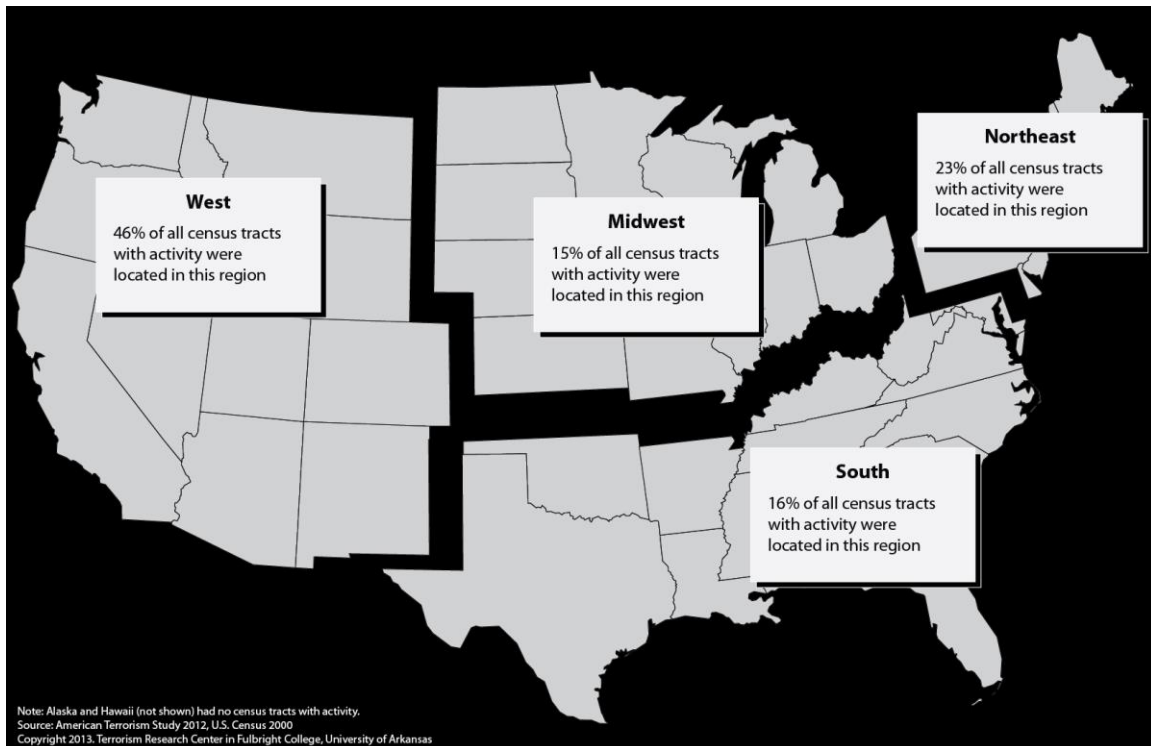 Northeast
23% of all census tracts
with activity were
located in this region
West
46% of all census tracts
with activity were
located in this region
Midwest
15% of all census tracts
with activity were
located in this region
South
16% of all census tracts
with activity were
located in this region
Note: Alaska and Hawaii (not shown) had no census tracts with activity.
Source: American Terrorism Study 2012, U.S. Census 2000
Copyright 2013. Terrorism Research Center in Fulbright College, University of Arkansas